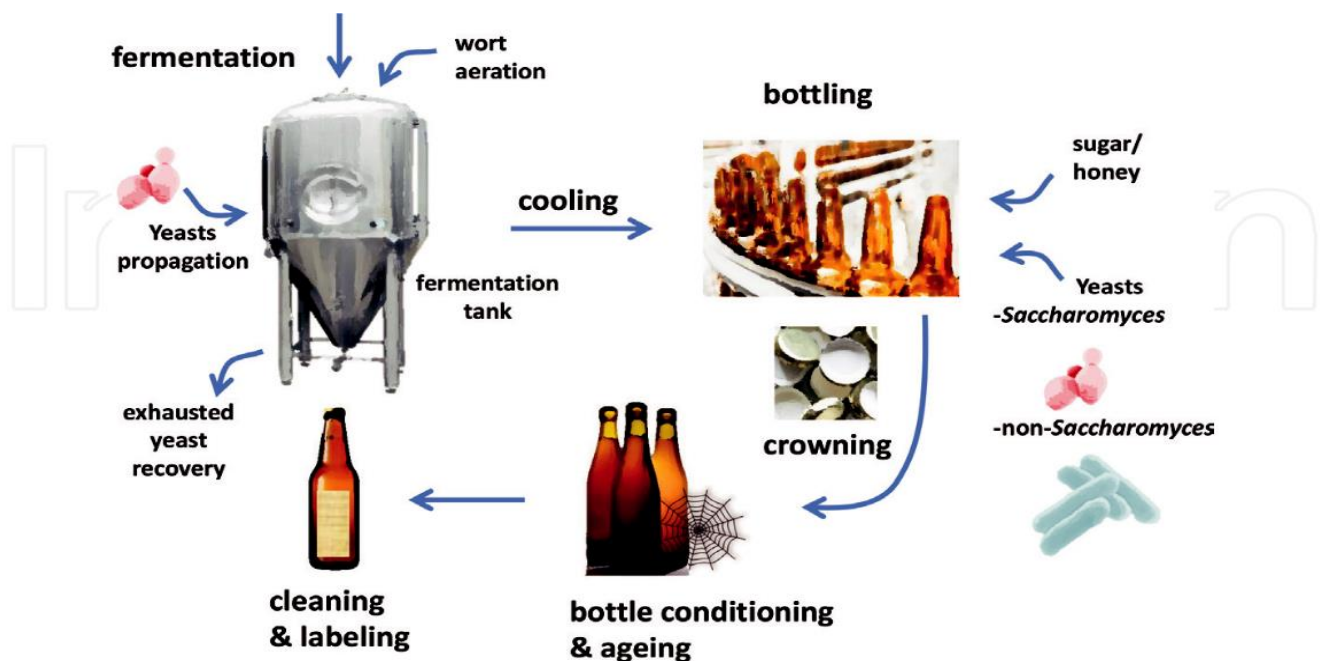 fermentation
wort
aeration
bottling
sugar/
honey
Yeasts
propagation
cooling
fermentation
tank
Yeasts
-Saccharomyces
exhausted
yeast
recovery
crowning
-non-Saccharomyces
cleaning
& labeling
bottle conditioning
& ageing